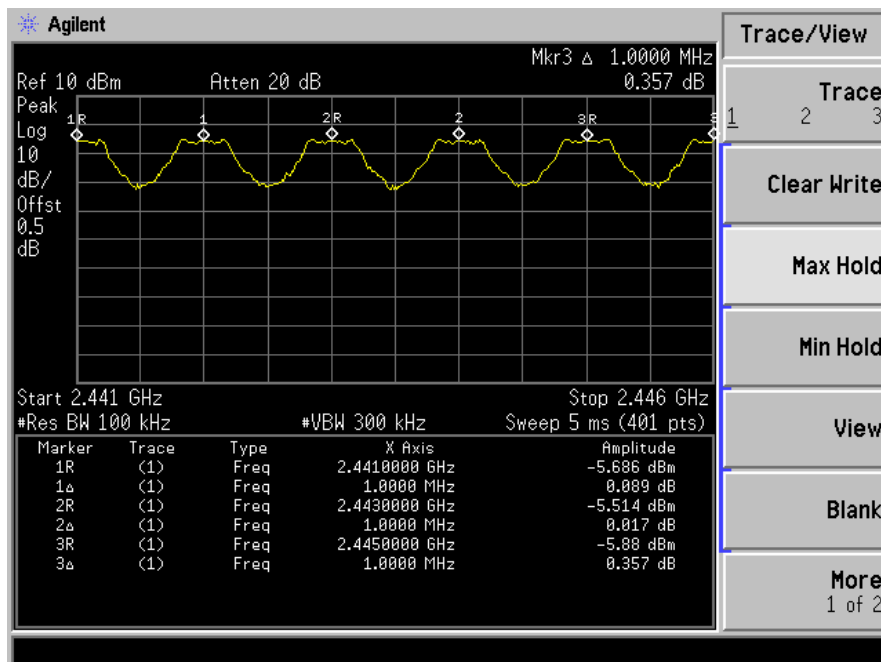 Agilent
Trace/View
Mkr3 Δ 1.0000 MHz
Ref 10 dBm Atten 20 dB 0.357 dB
Peak
Log
10
dB/
Offst
0.5
dB
1R 1 2R 2 3R 3
Start 2.441 GHz Stop 2.446 GHz
#Res BW 100 kHz #VBW 300 kHz Sweep 5 ms (401 pts)
Marker Trace Type X Axis Amplitude
1R (1) Freq 2.4410000 GHz -5.686 dBm
1Δ (1) Freq 1.0000 MHz 0.089 dB
2R (1) Freq 2.4430000 GHz -5.514 dBm
2Δ (1) Freq 1.0000 MHz 0.017 dB
3R (1) Freq 2.4450000 GHz -5.88 dBm
3Δ (1) Freq 1.0000 MHz 0.357 dB
Trace
1 2 3
Clear Write
Max Hold
Min Hold
View
Blank
More
1 of 2